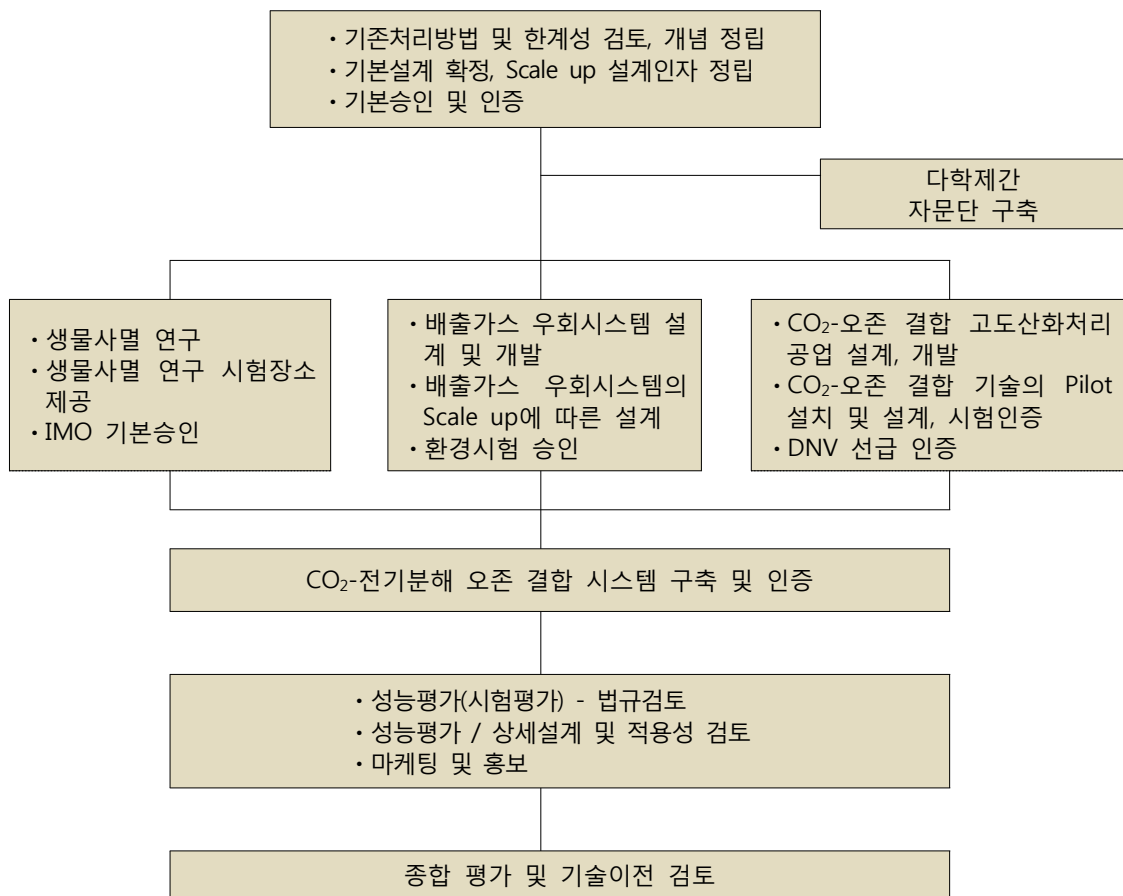 · 기존처리방법 및 한계성 검토, 개념 정립
· 기본설계 확정, Scale up 설계인자 정립
· 기본승인 및 인증
다학제간
자문단 구축
· 생물사멸 연구
· 생물사멸 연구 시험장소
제공
· IMO 기본승인
· 배출가스 우회시스템 설
계 및 개발
· 배출가스 우회시스템의
Scale up에 따른 설계
· 환경시험 승인
· CO₂-오존 결합 고도산화처리
공업 설계, 개발
· CO₂-오존 결합 기술의 Pilot
설치 및 설계, 시험인증
· DNV 선급 인증
CO₂-전기분해 오존 결합 시스템 구축 및 인증
· 성능평가(시험평가) - 법규검토
· 성능평가 / 상세설계 및 적용성 검토
· 마케팅 및 홍보
종합 평가 및 기술이전 검토